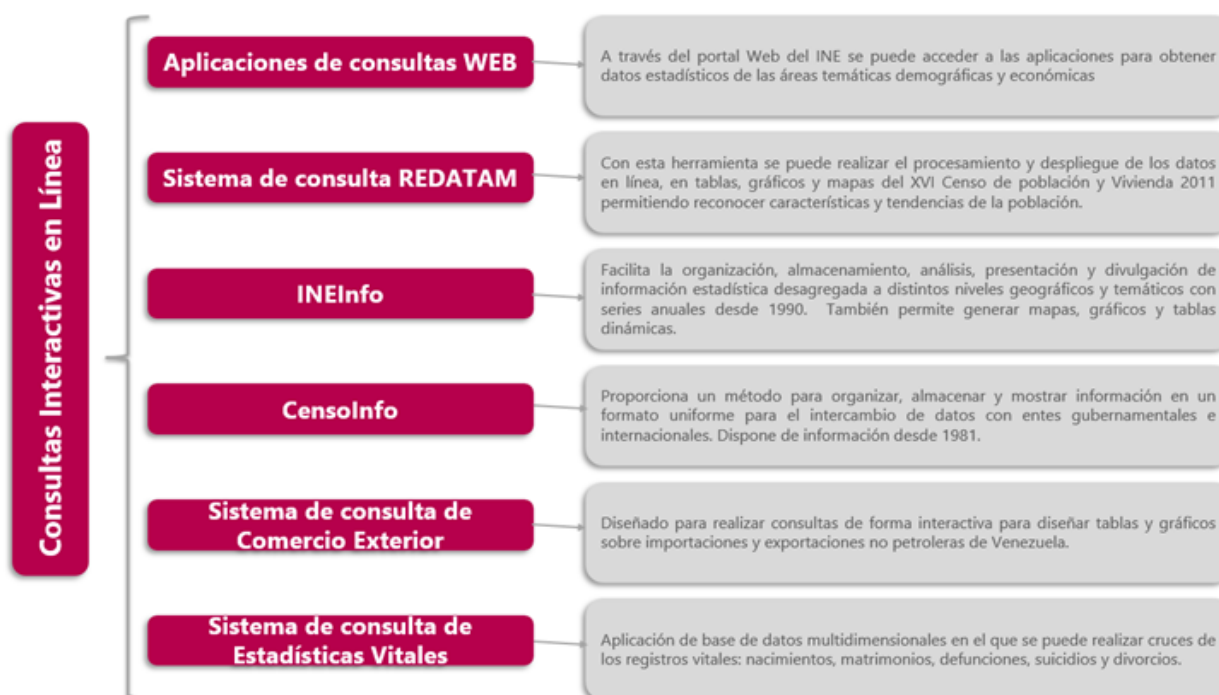 Consultas Interactivas en Línea
Aplicaciones de consultas WEB
A través del portal Web del INE se puede acceder a las aplicaciones para obtener
datos estadísticos de las áreas temáticas demográficas y económicas
Sistema de consulta REDATAM
Con esta herramienta se puede realizar el procesamiento y despliegue de los datos
en línea, en tablas, gráficos y mapas del XVI Censo de población y Vivienda 2011
permitiendo reconocer características y tendencias de la población.
INEInfo
Facilita la organización, almacenamiento, análisis, presentación y divulgación de
información estadística desagregada a distintos niveles geográficos y temáticos con
series anuales desde 1990. También permite generar mapas, gráficos y tablas
dinámicas.
CensoInfo
Proporciona un método para organizar, almacenar y mostrar información en un
formato uniforme para el intercambio de datos con entes gubernamentales e
internacionales. Dispone de información desde 1981.
Sistema de consulta de
Comercio Exterior
Diseñado para realizar consultas de forma interactiva para diseñar tablas y gráficos
sobre importaciones y exportaciones no petroleras de Venezuela.
Sistema de consulta de
Estadísticas Vitales
Aplicación de base de datos multidimensionales en el que se puede realizar cruces de
los registros vitales: nacimientos, matrimonios, defunciones, suicidios y divorcios.